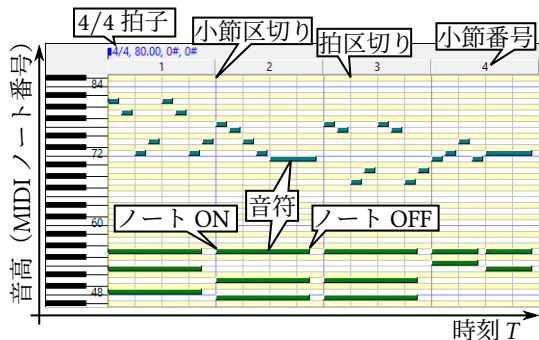 4/4 拍子
小節区切り
拍区切り
小節番号
4/4, 80.00, 0#, 0#
1
2
3
4
84
72
60
48
音高（MIDI ノート番号）
音符
ノート ON
ノート OFF
時刻 T